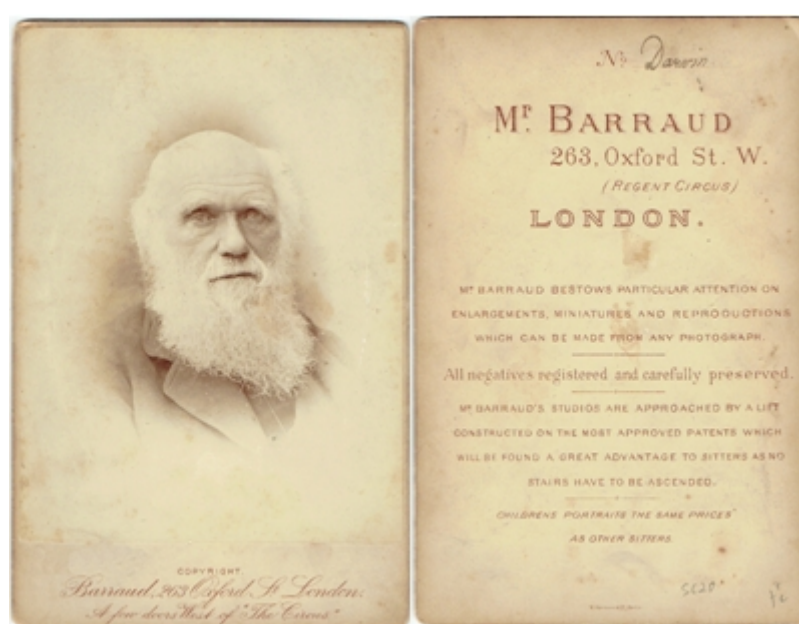 COPYRIGHT.
Barraud, 263 Oxford St London.
A few doors West of "The Circus"
No Darwin
Mr BARRAUD
263, Oxford St. W.
(REGENT CIRCUS)
LONDON.
MR BARRAUD BESTOWS PARTICULAR ATTENTION ON
ENLARGEMENTS, MINIATURES AND REPRODUCTIONS
WHICH CAN BE MADE FROM ANY PHOTOGRAPH.
All negatives registered and carefully preserved.
MR BARRAUD'S STUDIOS ARE APPROACHED BY A LIFT
CONSTRUCTED ON THE MOST APPROVED PATENTS WHICH
WILL BE FOUND A GREAT ADVANTAGE TO SITTERS AS NO
STAIRS HAVE TO BE ASCENDED.
CHILDRENS PORTRAITS THE SAME PRICES
AS OTHER SITTERS